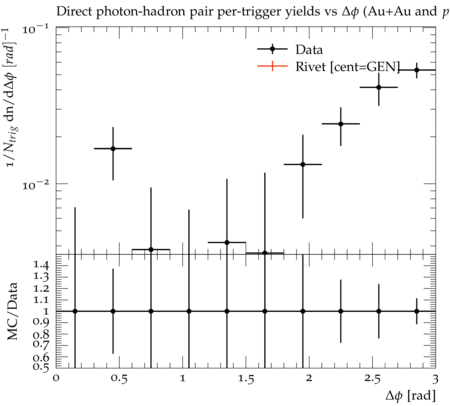 Direct photon-hadron pair per-trigger yields vs Δϕ (Au+Au and p
10⁻¹
Data
Rivet [cent=GEN]
1/N_trig dn/dΔϕ [rad]⁻¹
10⁻²
1.4
1.3
1.2
1.1
1
0.9
0.8
0.7
0.6
0.5
MC/Data
0 0.5 1 1.5 2 2.5 3
Δϕ [rad]